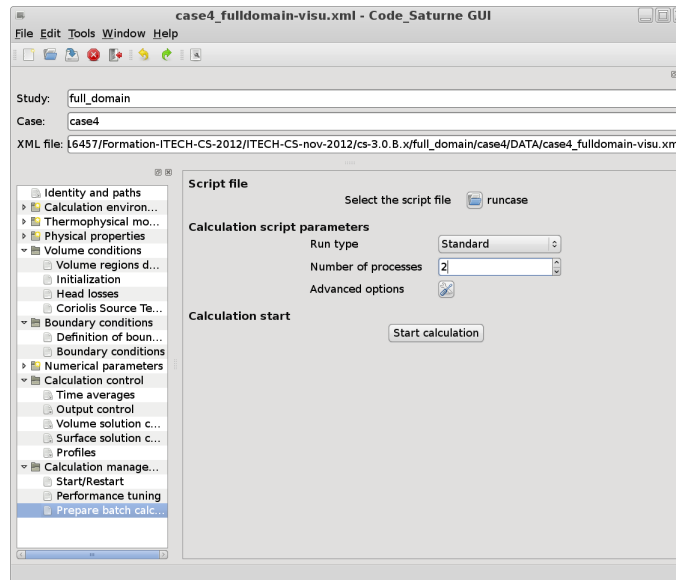 case4_fulldomain-visu.xml - Code_Saturne GUI
File Edit Tools Window Help
Study: full_domain
Case: case4
XML file: 16457/Formation-ITECH-CS-2012/ITECH-CS-nov-2012/cs-3.0.B.x/full_domain/case4/DATA/case4_fulldomain-visu.xm
Identity and paths
Calculation environ...
Thermophysical mo...
Physical properties
Volume conditions
Volume regions d...
Initialization
Head losses
Coriolis Source Te...
Boundary conditions
Definition of boun...
Boundary conditions
Numerical parameters
Calculation control
Time averages
Output control
Volume solution c...
Surface solution c...
Profiles
Calculation manage...
Start/Restart
Performance tuning
Prepare batch calc...
Script file
Select the script file runcase
Calculation script parameters
Run type Standard
Number of processes 2
Advanced options
Calculation start
Start calculation